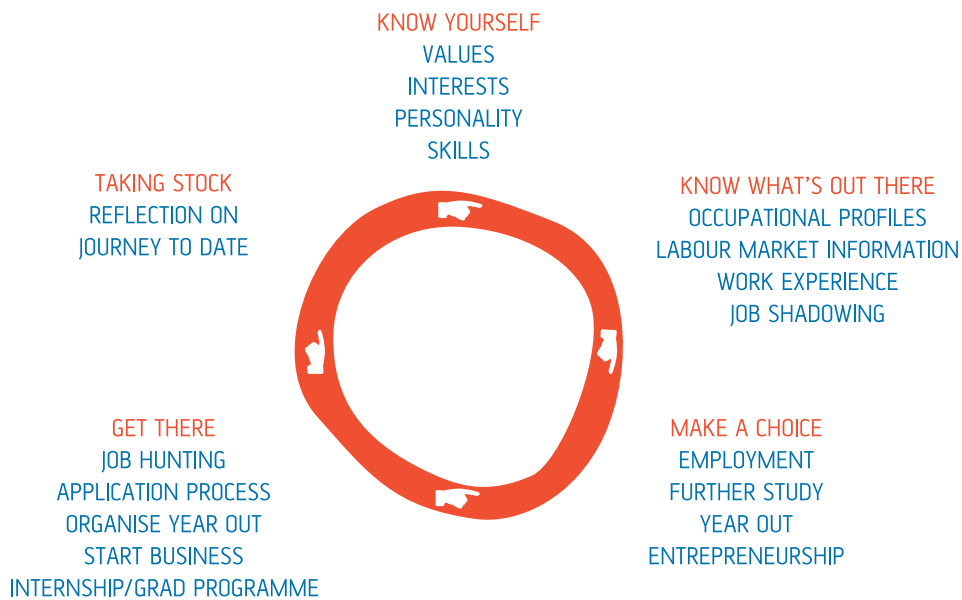 KNOW YOURSELF
VALUES
INTERESTS
PERSONALITY
SKILLS
TAKING STOCK
REFLECTION ON
JOURNEY TO DATE
KNOW WHAT'S OUT THERE
OCCUPATIONAL PROFILES
LABOUR MARKET INFORMATION
WORK EXPERIENCE
JOB SHADOWING
GET THERE
JOB HUNTING
APPLICATION PROCESS
ORGANISE YEAR OUT
START BUSINESS
INTERNSHIP/GRAD PROGRAMME
MAKE A CHOICE
EMPLOYMENT
FURTHER STUDY
YEAR OUT
ENTREPRENEURSHIP